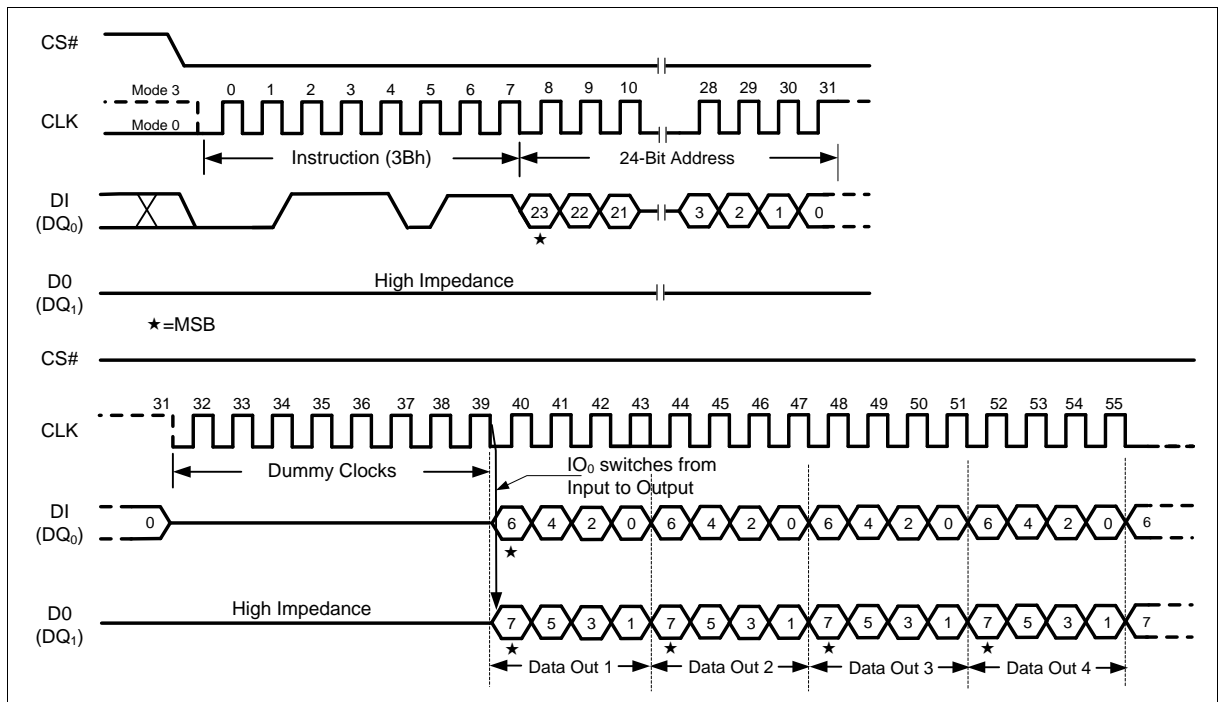 CS#
Mode 3 0 1 2 3 4 5 6 7 8 9 10 28 29 30 31
CLK
Mode 0
Instruction (3Bh) 24-Bit Address
DI
(DQ0)
23 22 21 3 2 1 0
★
D0
(DQ1)
High Impedance
★=MSB
CS#
31 32 33 34 35 36 37 38 39 40 41 42 43 44 45 46 47 48 49 50 51 52 53 54 55
CLK
Dummy Clocks
IO0 switches from
Input to Output
DI
(DQ0)
0 6 4 2 0 6 4 2 0 6 4 2 0 6 4 2 0 6
★
D0
(DQ1)
High Impedance
7 5 3 1 7 5 3 1 7 5 3 1 7 5 3 1 7
★ ★ ★ ★
Data Out 1 Data Out 2 Data Out 3 Data Out 4